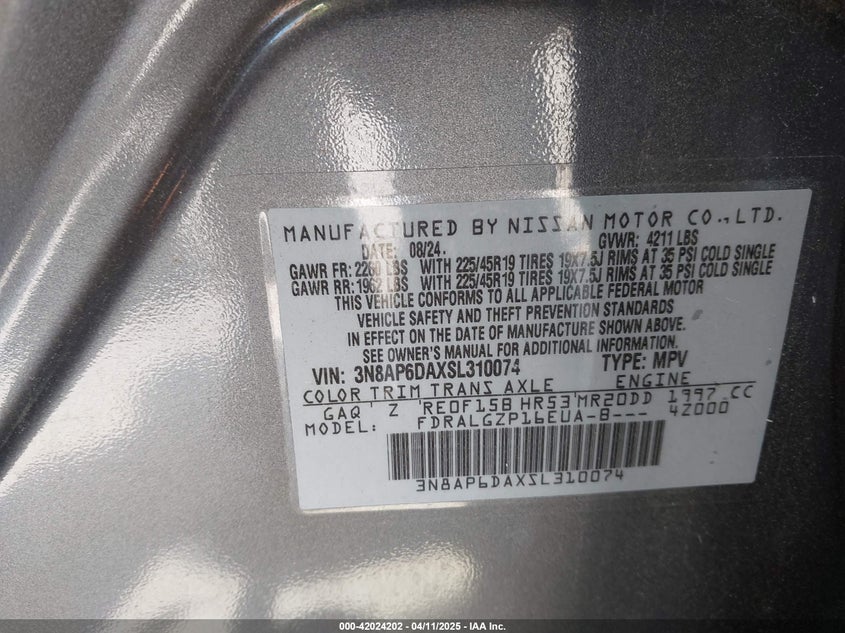 MANUFACTURED BY NISSAN MOTOR CO., LTD.
DATE: 08/24. GVWR: 4211 LBS
GAWR FR: 2260 LBS WITH 225/45R19 TIRES 19X7.5J RIMS AT 35 PSI COLD SINGLE
GAWR RR: 1962 LBS WITH 225/45R19 TIRES 19X7.5J RIMS AT 35 PSI COLD SINGLE
THIS VEHICLE CONFORMS TO ALL APPLICABLE FEDERAL MOTOR
VEHICLE SAFETY AND THEFT PREVENTION STANDARDS
IN EFFECT ON THE DATE OF MANUFACTURE SHOWN ABOVE.
SEE OWNER'S MANUAL FOR ADDITIONAL INFORMATION.
VIN: 3N8AP6DAXSL310074 TYPE: MPV
COLOR TRIM TRANS AXLE ENGINE
GAQ Z RE0F15B HR53 MR20DD 1997 CC
MODEL: FDRALGZP16EUA-B--- 4Z000
3N8AP6DAXSL310074
000-42024202 - 04/11/2025 - IAA Inc.